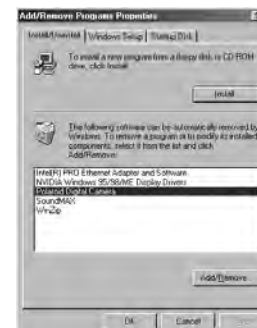 Add/Remove Programs Properties
Install/Uninstall Windows Setup Startup Disk
To install a new program from a floppy disk or CD-ROM
drive, click Install.
Install
The following software can be automatically removed by
Windows. To remove a program or to modify its installed
components, select it from the list and click
Add/Remove.
Intel(R) PRO Ethernet Adapter and Software
NVIDIA Windows 95/98/ME Display Drivers
Polaroid Digital Camera
SoundMAX
WinZip
Add/Remove...
OK Cancel